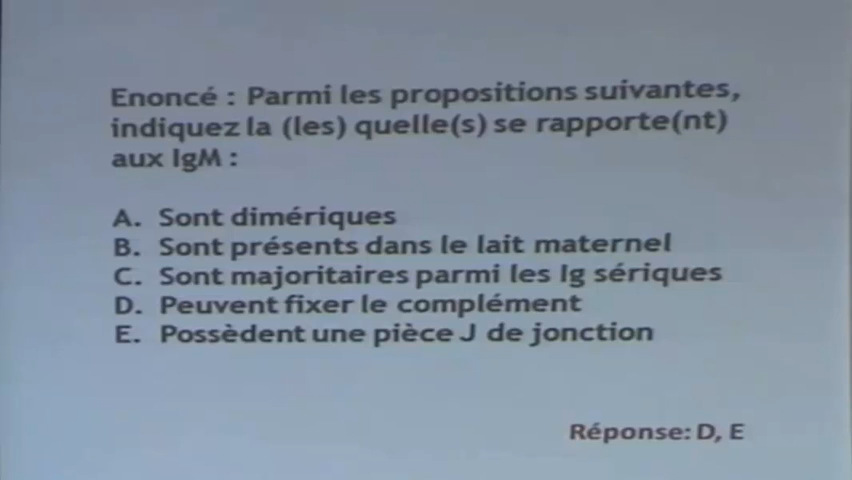 Enoncé : Parmi les propositions suivantes,
indiquez la (les) quelle(s) se rapporte(nt)
aux IgM :
A. Sont dimériques
B. Sont présents dans le lait maternel
C. Sont majoritaires parmi les Ig sériques
D. Peuvent fixer le complément
E. Possèdent une pièce J de jonction
Réponse: D, E